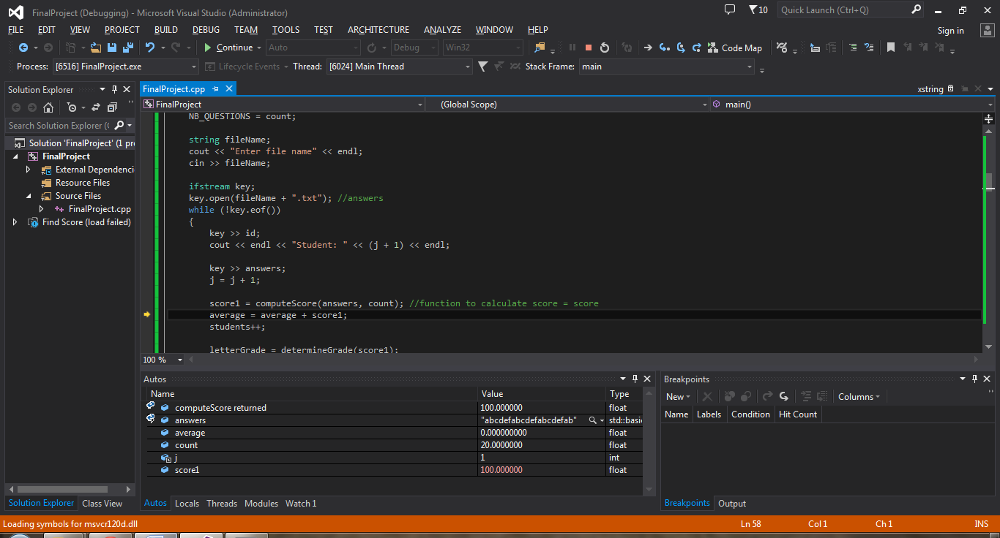 FinalProject (Debugging) - Microsoft Visual Studio (Administrator)
10
Quick Launch (Ctrl+Q)
FILE EDIT VIEW PROJECT BUILD DEBUG TEAM TOOLS TEST ARCHITECTURE ANALYZE WINDOW HELP
Sign in
Continue Auto Debug Win32 Code Map
Process: [6516] FinalProject.exe Lifecycle Events Thread: [6024] Main Thread Stack Frame: main
Solution Explorer
Search Solution Explorer (
Solution 'FinalProject' (1 pr
FinalProject
External Dependenci
Resource Files
Source Files
FinalProject.cpp
Find Score (load failed)
Solution Explorer Class View
FinalProject.cpp
xstring
FinalProject (Global Scope) main()
NB_QUESTIONS = count;
string fileName;
cout << "Enter file name" << endl;
cin >> fileName;
ifstream key;
key.open(fileName + ".txt"); //answers
while (!key.eof())
{
key >> id;
cout << endl << "Student: " << (j + 1) << endl;
key >> answers;
j = j + 1;
score1 = computeScore(answers, count); //function to calculate score = score
average = average + score1;
students++;
letterGrade = determineGrade(score1);
100 %
Autos
Name Value Type
computeScore returned 100.000000 float
answers "abcdefabcdefabcdefab" std::basi
average 0.000000000 float
count 20.0000000 float
j 1 int
score1 100.000000 float
Autos Locals Threads Modules Watch 1
Breakpoints
New Columns
Name Labels Condition Hit Count
Breakpoints Output
Loading symbols for msvcr120d.dll
Ln 58 Col 1 Ch 1 INS